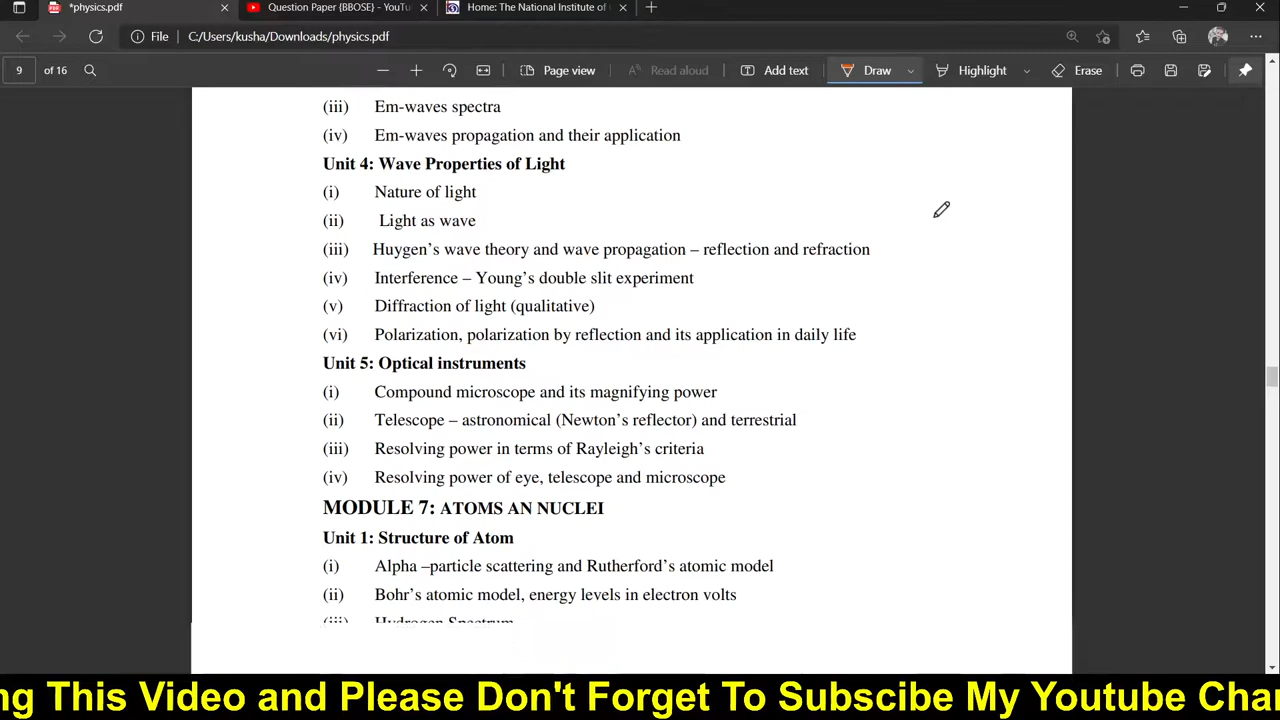 *physics.pdf
Question Paper {BBOSE} - YouTu
Home: The National Institute of
File
C:/Users/kusha/Downloads/physics.pdf
9 of 16
Page view
Read aloud
Add text
Draw
Highlight
Erase
(iii) Em-waves spectra
(iv) Em-waves propagation and their application
Unit 4: Wave Properties of Light
(i) Nature of light
(ii) Light as wave
(iii) Huygen's wave theory and wave propagation – reflection and refraction
(iv) Interference – Young's double slit experiment
(v) Diffraction of light (qualitative)
(vi) Polarization, polarization by reflection and its application in daily life
Unit 5: Optical instruments
(i) Compound microscope and its magnifying power
(ii) Telescope – astronomical (Newton's reflector) and terrestrial
(iii) Resolving power in terms of Rayleigh's criteria
(iv) Resolving power of eye, telescope and microscope
MODULE 7: ATOMS AN NUCLEI
Unit 1: Structure of Atom
(i) Alpha –particle scattering and Rutherford's atomic model
(ii) Bohr's atomic model, energy levels in electron volts
(iii) Hydrogen Spectrum
ng This Video and Please Don't Forget To Subscibe My Youtube Cha